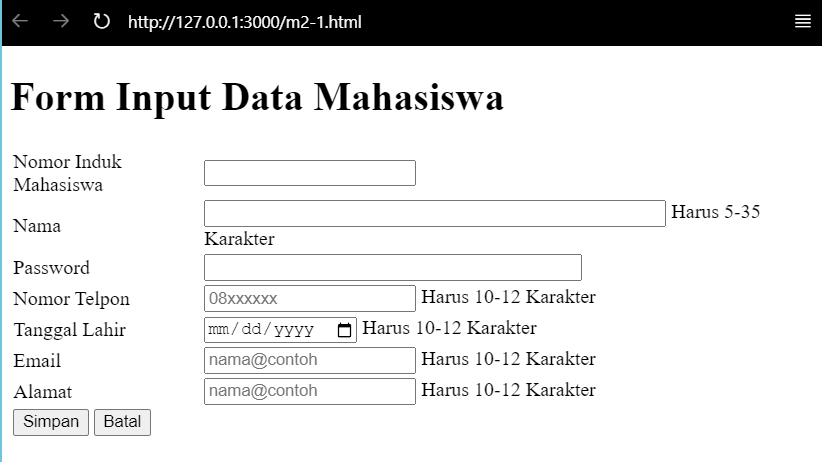 http://127.0.0.1:3000/m2-1.html
Form Input Data Mahasiswa
Nomor Induk
Mahasiswa
Nama Harus 5-35
Karakter
Password
Nomor Telpon 08xxxxxx Harus 10-12 Karakter
Tanggal Lahir mm/dd/yyyy Harus 10-12 Karakter
Email nama@contoh Harus 10-12 Karakter
Alamat nama@contoh Harus 10-12 Karakter
Simpan Batal